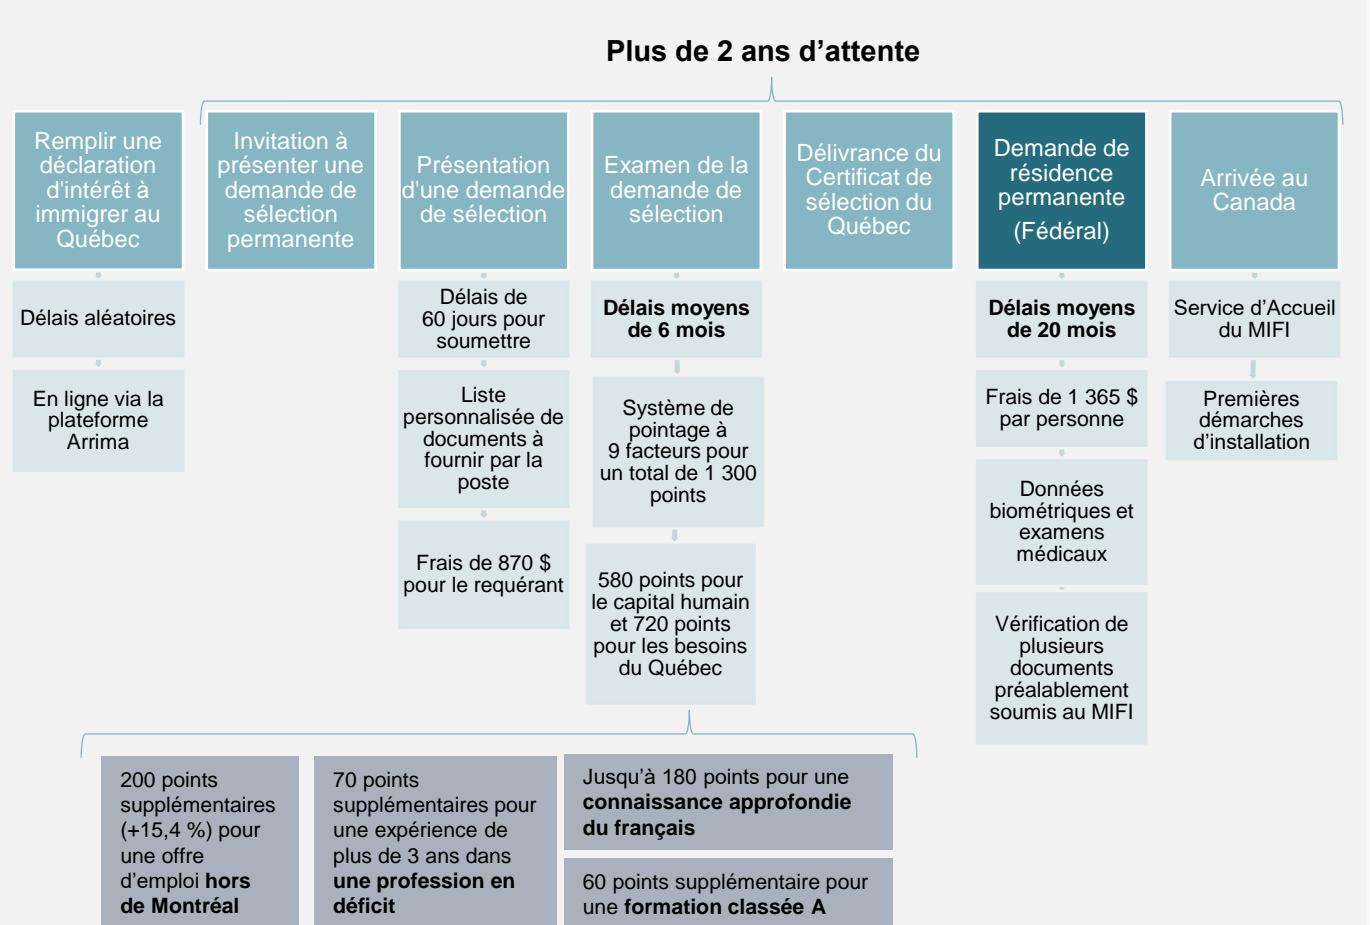 Plus de 2 ans d’attente
Remplir une
déclaration
d'intérêt à
immigrer au
Québec
Délais aléatoires
En ligne via la
plateforme
Arrima
Invitation à
présenter une
demande de
sélection
permanente
Présentation
d'une demande
de sélection
Délais de
60 jours pour
soumettre
Liste
personnalisée de
documents à
fournir par la
poste
Frais de 870 $
pour le requérant
Examen de la
demande de
sélection
Délais moyens
de 6 mois
Système de
pointage à
9 facteurs pour
un total de 1 300
points
580 points pour
le capital humain
et 720 points
pour les besoins
du Québec
Délivrance du
Certificat de
sélection du
Québec
Demande de
résidence
permanente
(Fédéral)
Délais moyens
de 20 mois
Frais de 1 365 $
par personne
Données
biométriques et
examens
médicaux
Vérification de
plusieurs
documents
préalablement
soumis au MIFI
Arrivée au
Canada
Service d’Accueil
du MIFI
Premières
démarches
d’installation
200 points
supplémentaires
(+15,4 %) pour
une offre
d’emploi hors
de Montréal
70 points
supplémentaires pour
une expérience de
plus de 3 ans dans
une profession en
déficit
Jusqu’à 180 points pour une
connaissance approfondie
du français
60 points supplémentaire pour
une formation classée A